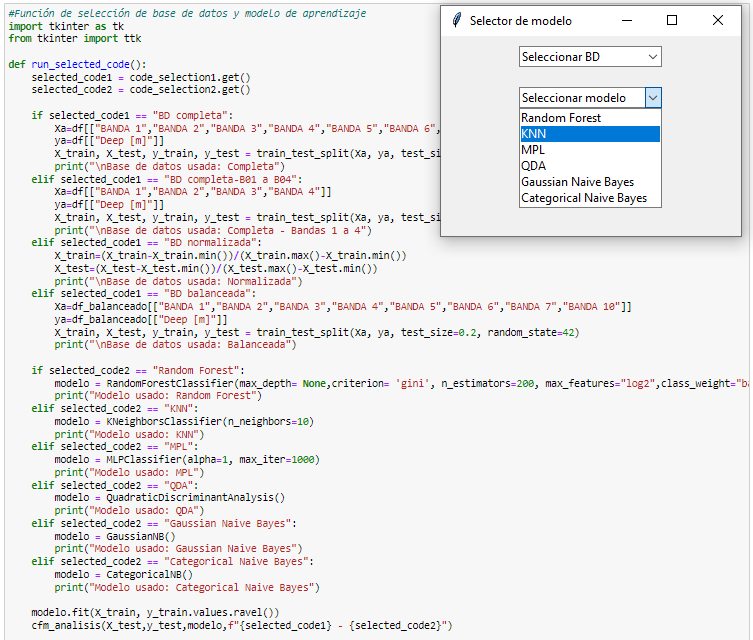 #Función de selección de base de datos y modelo de aprendizaje
import tkinter as tk
from tkinter import ttk
def run_selected_code():
    selected_code1 = code_selection1.get()
    selected_code2 = code_selection2.get()
    if selected_code1 == "BD completa":
        Xa=df[["BANDA 1","BANDA 2","BANDA 3","BANDA 4","BANDA 5","BANDA 6",
        ya=df[["Deep [m]"]]
        X_train, X_test, y_train, y_test = train_test_split(Xa, ya, test_si
        print("\nBase de datos usada: Completa")
    elif selected_code1 == "BD completa-B01 a B04":
        Xa=df[["BANDA 1","BANDA 2","BANDA 3","BANDA 4"]]
        ya=df[["Deep [m]"]]
        X_train, X_test, y_train, y_test = train_test_split(Xa, ya, test_si
        print("\nBase de datos usada: Completa - Bandas 1 a 4")
    elif selected_code1 == "BD normalizada":
        X_train=(X_train-X_train.min())/(X_train.max()-X_train.min())
        X_test=(X_test-X_test.min())/(X_test.max()-X_test.min())
        print("\nBase de datos usada: Normalizada")
    elif selected_code1 == "BD balanceada":
        Xa=df_balanceado[["BANDA 1","BANDA 2","BANDA 3","BANDA 4","BANDA 5","BANDA 6","BANDA 7","BANDA 10"]]
        ya=df_balanceado[["Deep [m]"]]
        X_train, X_test, y_train, y_test = train_test_split(Xa, ya, test_size=0.2, random_state=42)
        print("\nBase de datos usada: Balanceada")
    if selected_code2 == "Random Forest":
        modelo = RandomForestClassifier(max_depth= None,criterion= 'gini', n_estimators=200, max_features="log2",class_weight="ba
        print("Modelo usado: Random Forest")
    elif selected_code2 == "KNN":
        modelo = KNeighborsClassifier(n_neighbors=10)
        print("Modelo usado: KNN")
    elif selected_code2 == "MPL":
        modelo = MLPClassifier(alpha=1, max_iter=1000)
        print("Modelo usado: MPL")
    elif selected_code2 == "QDA":
        modelo = QuadraticDiscriminantAnalysis()
        print("Modelo usado: QDA")
    elif selected_code2 == "Gaussian Naive Bayes":
        modelo = GaussianNB()
        print("Modelo usado: Gaussian Naive Bayes")
    elif selected_code2 == "Categorical Naive Bayes":
        modelo = CategoricalNB()
        print("Modelo usado: Categorical Naive Bayes")
    modelo.fit(X_train, y_train.values.ravel())
    cfm_analisis(X_test,y_test,modelo,f"{selected_code1} - {selected_code2}")
Selector de modelo
Seleccionar BD
Seleccionar modelo
Random Forest
KNN
MPL
QDA
Gaussian Naive Bayes
Categorical Naive Bayes